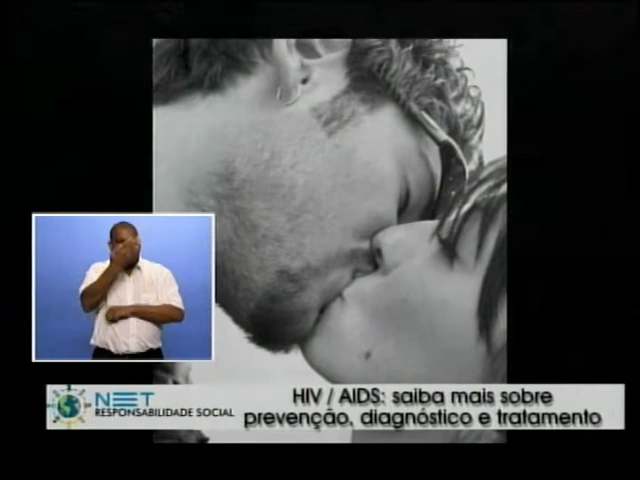 NET
RESPONSABILIDADE SOCIAL
HIV / AIDS: saiba mais sobre
prevenção, diagnóstico e tratamento